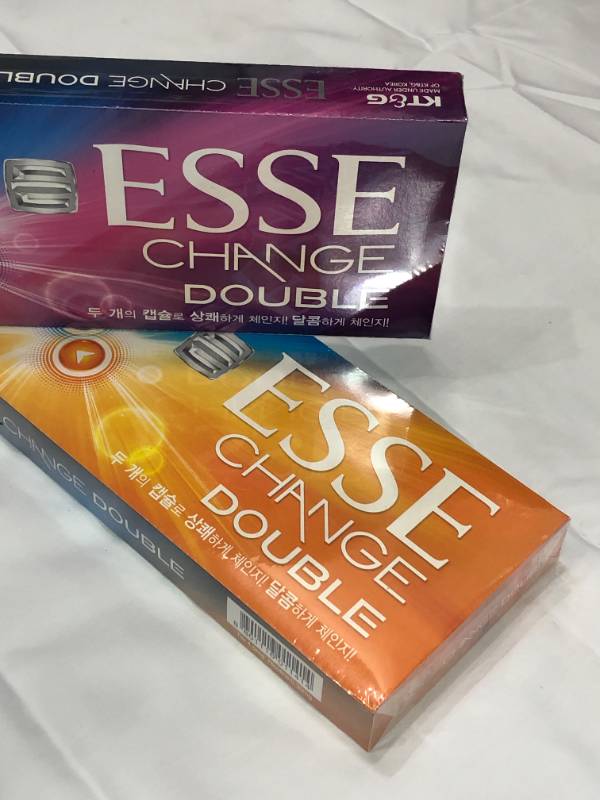 ESSE CHANGE DOUBL
KT&G
MADE UNDER AUTHORITY
OF KT&G, KOREA
ESSE
CHANGE
DOUBLE
두 개의 캡슐로 상쾌하게 체인지! 달콤하게 체인지!
ESSE
CHANGE
DOUBLE
두 개의 캡슐로 상쾌하게 체인지! 달콤하게 체인지!
CHANGE DOUBLE